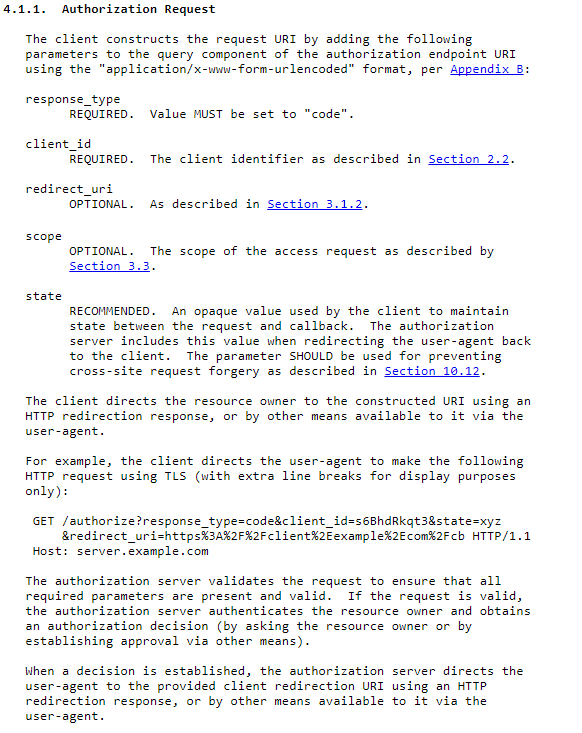 4.1.1.  Authorization Request
The client constructs the request URI by adding the following
parameters to the query component of the authorization endpoint URI
using the "application/x-www-form-urlencoded" format, per Appendix B:
response_type
REQUIRED.  Value MUST be set to "code".
client_id
REQUIRED.  The client identifier as described in Section 2.2.
redirect_uri
OPTIONAL.  As described in Section 3.1.2.
scope
OPTIONAL.  The scope of the access request as described by
Section 3.3.
state
RECOMMENDED.  An opaque value used by the client to maintain
state between the request and callback.  The authorization
server includes this value when redirecting the user-agent back
to the client.  The parameter SHOULD be used for preventing
cross-site request forgery as described in Section 10.12.
The client directs the resource owner to the constructed URI using an
HTTP redirection response, or by other means available to it via the
user-agent.
For example, the client directs the user-agent to make the following
HTTP request using TLS (with extra line breaks for display purposes
only):
GET /authorize?response_type=code&client_id=s6BhdRkqt3&state=xyz
&redirect_uri=https%3A%2F%2Fclient%2Eexample%2Ecom%2Fcb HTTP/1.1
Host: server.example.com
The authorization server validates the request to ensure that all
required parameters are present and valid.  If the request is valid,
the authorization server authenticates the resource owner and obtains
an authorization decision (by asking the resource owner or by
establishing approval via other means).
When a decision is established, the authorization server directs the
user-agent to the provided client redirection URI using an HTTP
redirection response, or by other means available to it via the
user-agent.